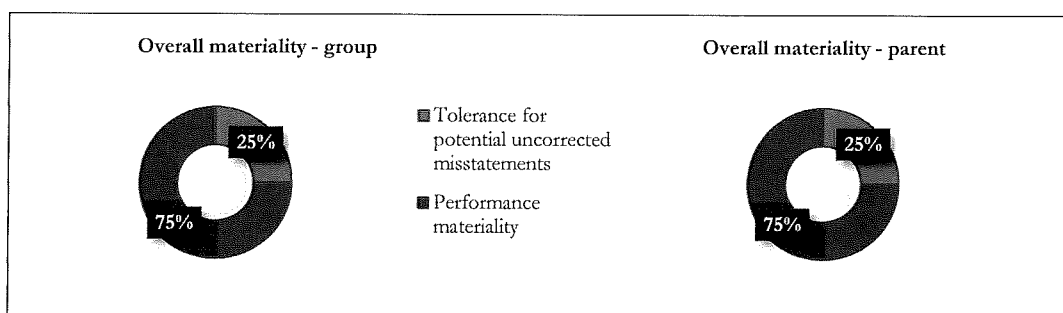 Overall materiality - group
Overall materiality - parent
25%
75%
Tolerance for
potential uncorrected
misstatements
Performance
materiality
25%
75%